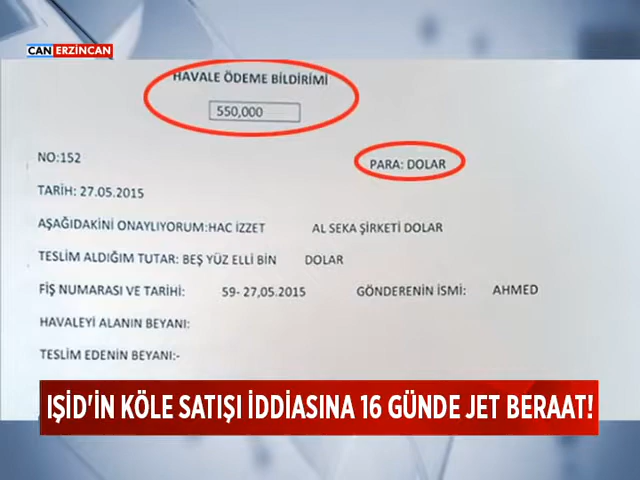 CAN ERZİNCAN
HAVALE ÖDEME BİLDİRİMİ
550,000
NO:152
PARA: DOLAR
TARİH: 27.05.2015
AŞAĞIDAKİNİ ONAYLIYORUM:HAC İZZET AL SEKA ŞİRKETİ DOLAR
TESLİM ALDIĞIM TUTAR: BEŞ YÜZ ELLİ BİN DOLAR
FİŞ NUMARASI VE TARİHİ: 59- 27,05.2015 GÖNDERENİN İSMİ: AHMED
HAVALEYİ ALANIN BEYANI:
TESLİM EDENİN BEYANI:-
IŞİD'İN KÖLE SATIŞI İDDİASINA 16 GÜNDE JET BERAAT!